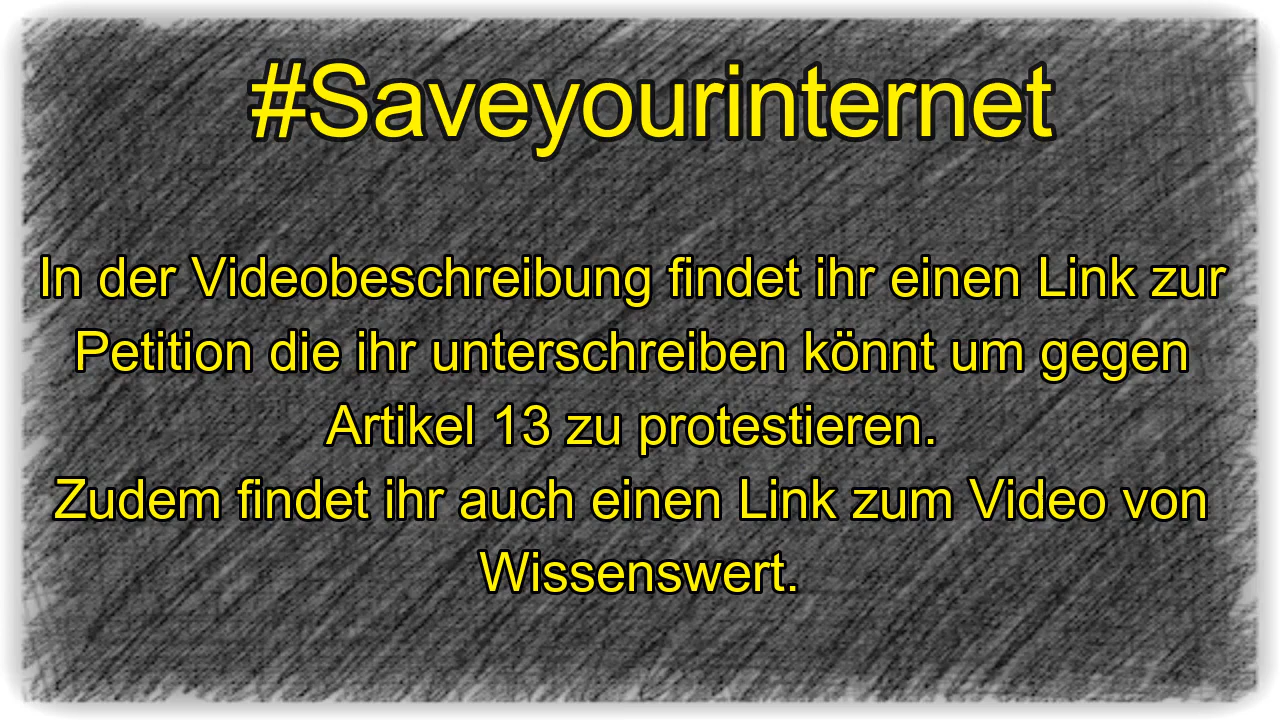 #Saveyourinternet
In der Videobeschreibung findet ihr einen Link zur
Petition die ihr unterschreiben könnt um gegen
Artikel 13 zu protestieren.
Zudem findet ihr auch einen Link zum Video von
Wissenswert.